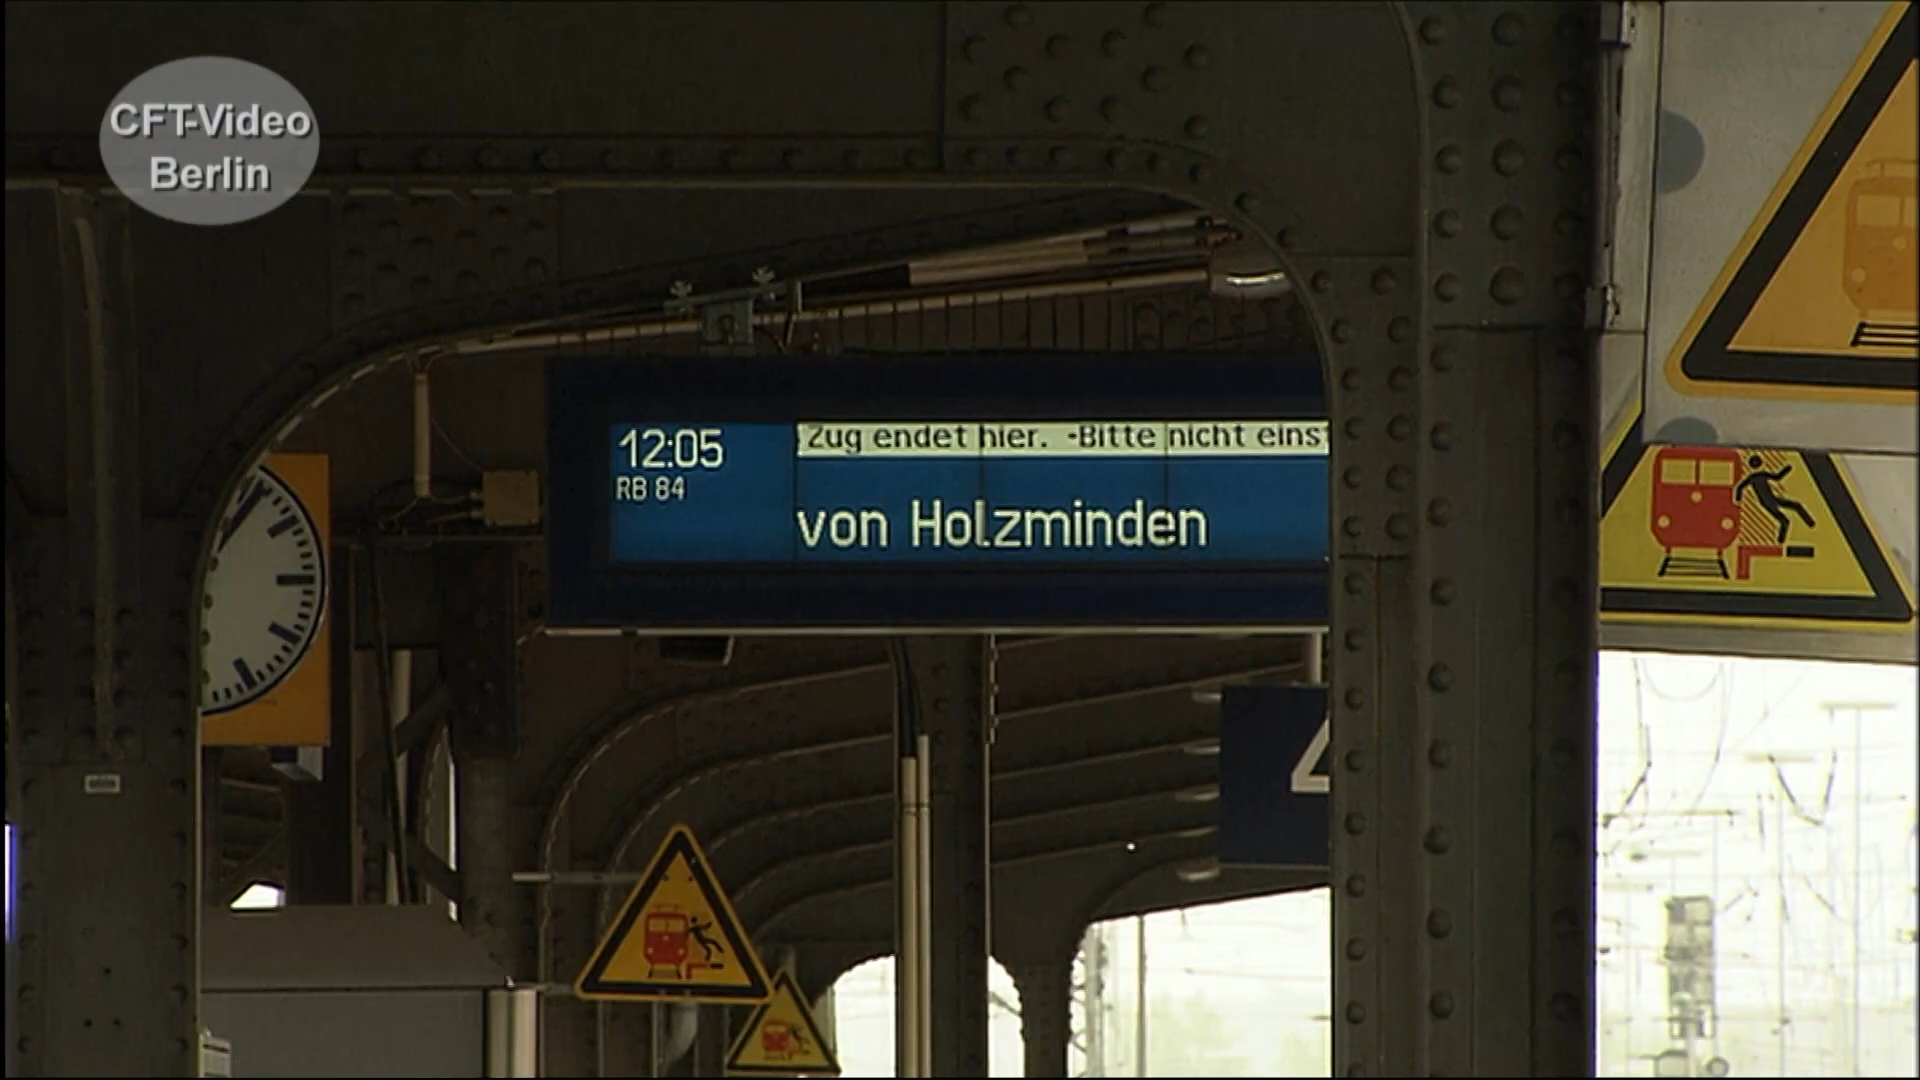 CFT-Video
Berlin
12:05
RB 84
Zug endet hier. -Bitte nicht eins
von Holzminden